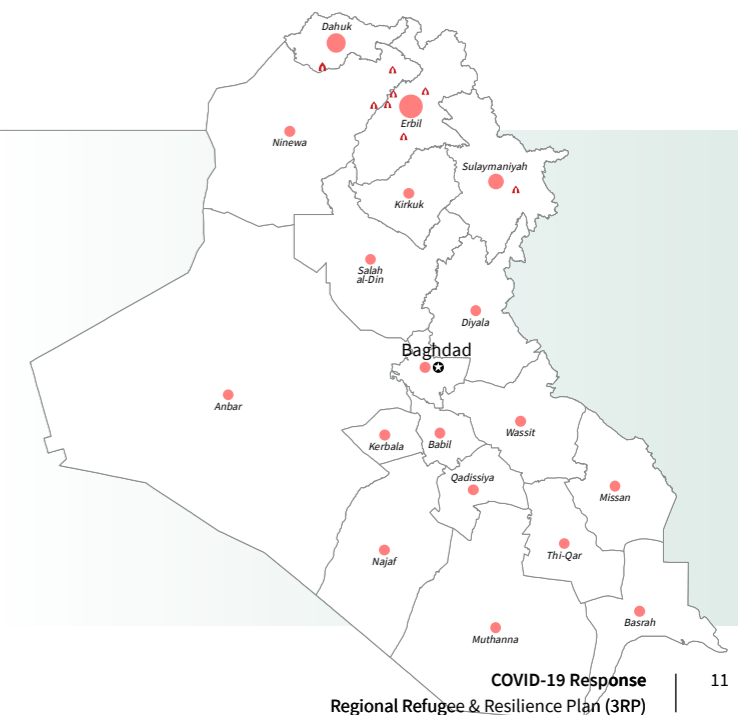 Dahuk
Erbil
Ninewa
Sulaymaniyah
Kirkuk
Salah
al-Din
Diyala
Baghdad
Anbar
Kerbala
Babil
Wassit
Qadissiya
Missan
Najaf
Thi-Qar
Basrah
Muthanna
COVID-19 Response
11
Regional Refugee & Resilience Plan (3RP)